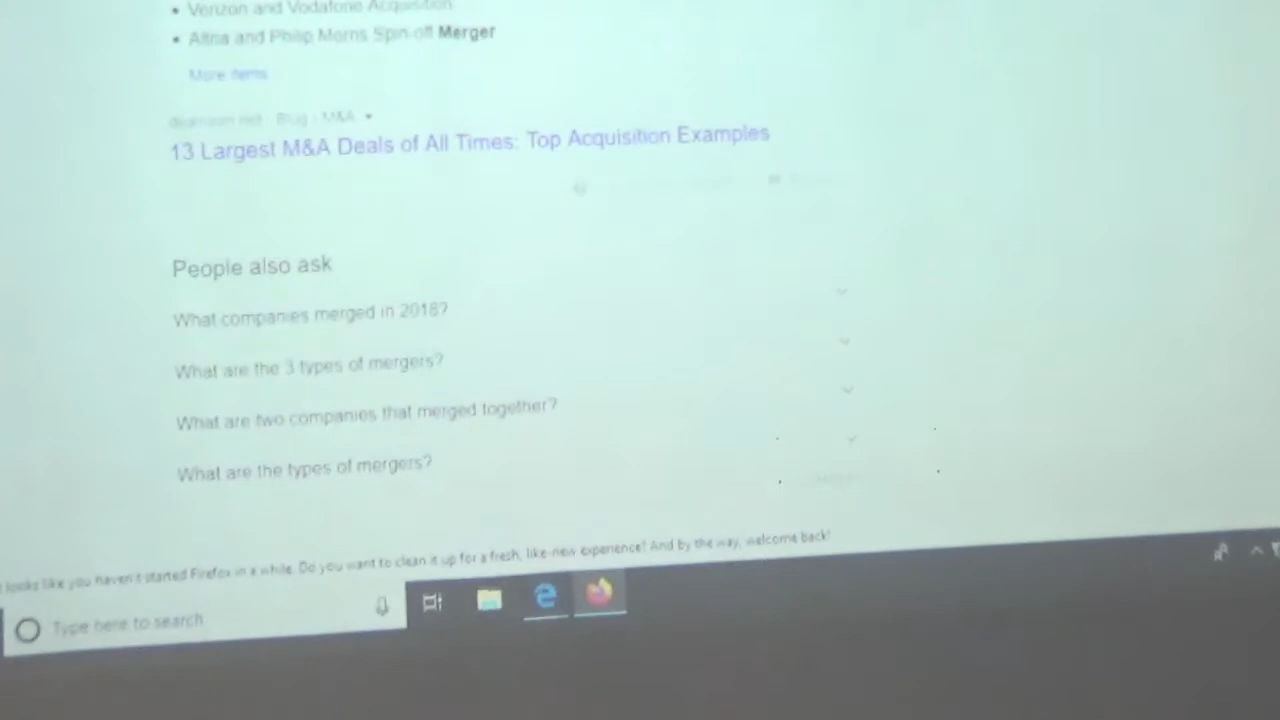 • Verizon and Vodafone Acquisition
• Altria and Philip Morris Spin-off Merger
More items
dealroom.net › Blog › M&A
13 Largest M&A Deals of All Times: Top Acquisition Examples
People also ask
What companies merged in 2018?
What are the 3 types of mergers?
What are two companies that merged together?
What are the types of mergers?
looks like you haven't started Firefox in a while. Do you want to clean it up for a fresh, like-new experience? And by the way, welcome back!
Type here to search